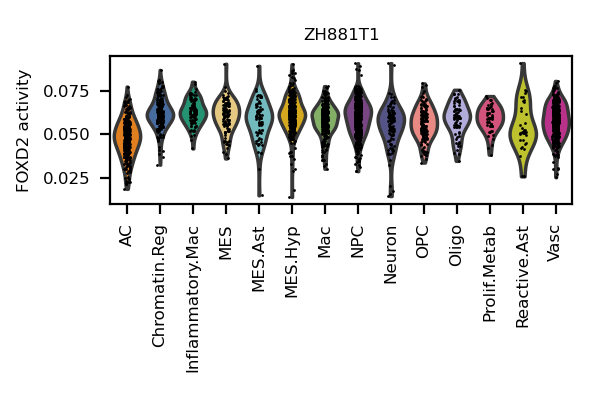 ZH881T1
FOXD2 activity
0.075
0.050
0.025
AC
Chromatin.Reg
Inflammatory.Mac
MES
MES.Ast
MES.Hyp
Mac
NPC
Neuron
OPC
Oligo
Prolif.Metab
Reactive.Ast
Vasc